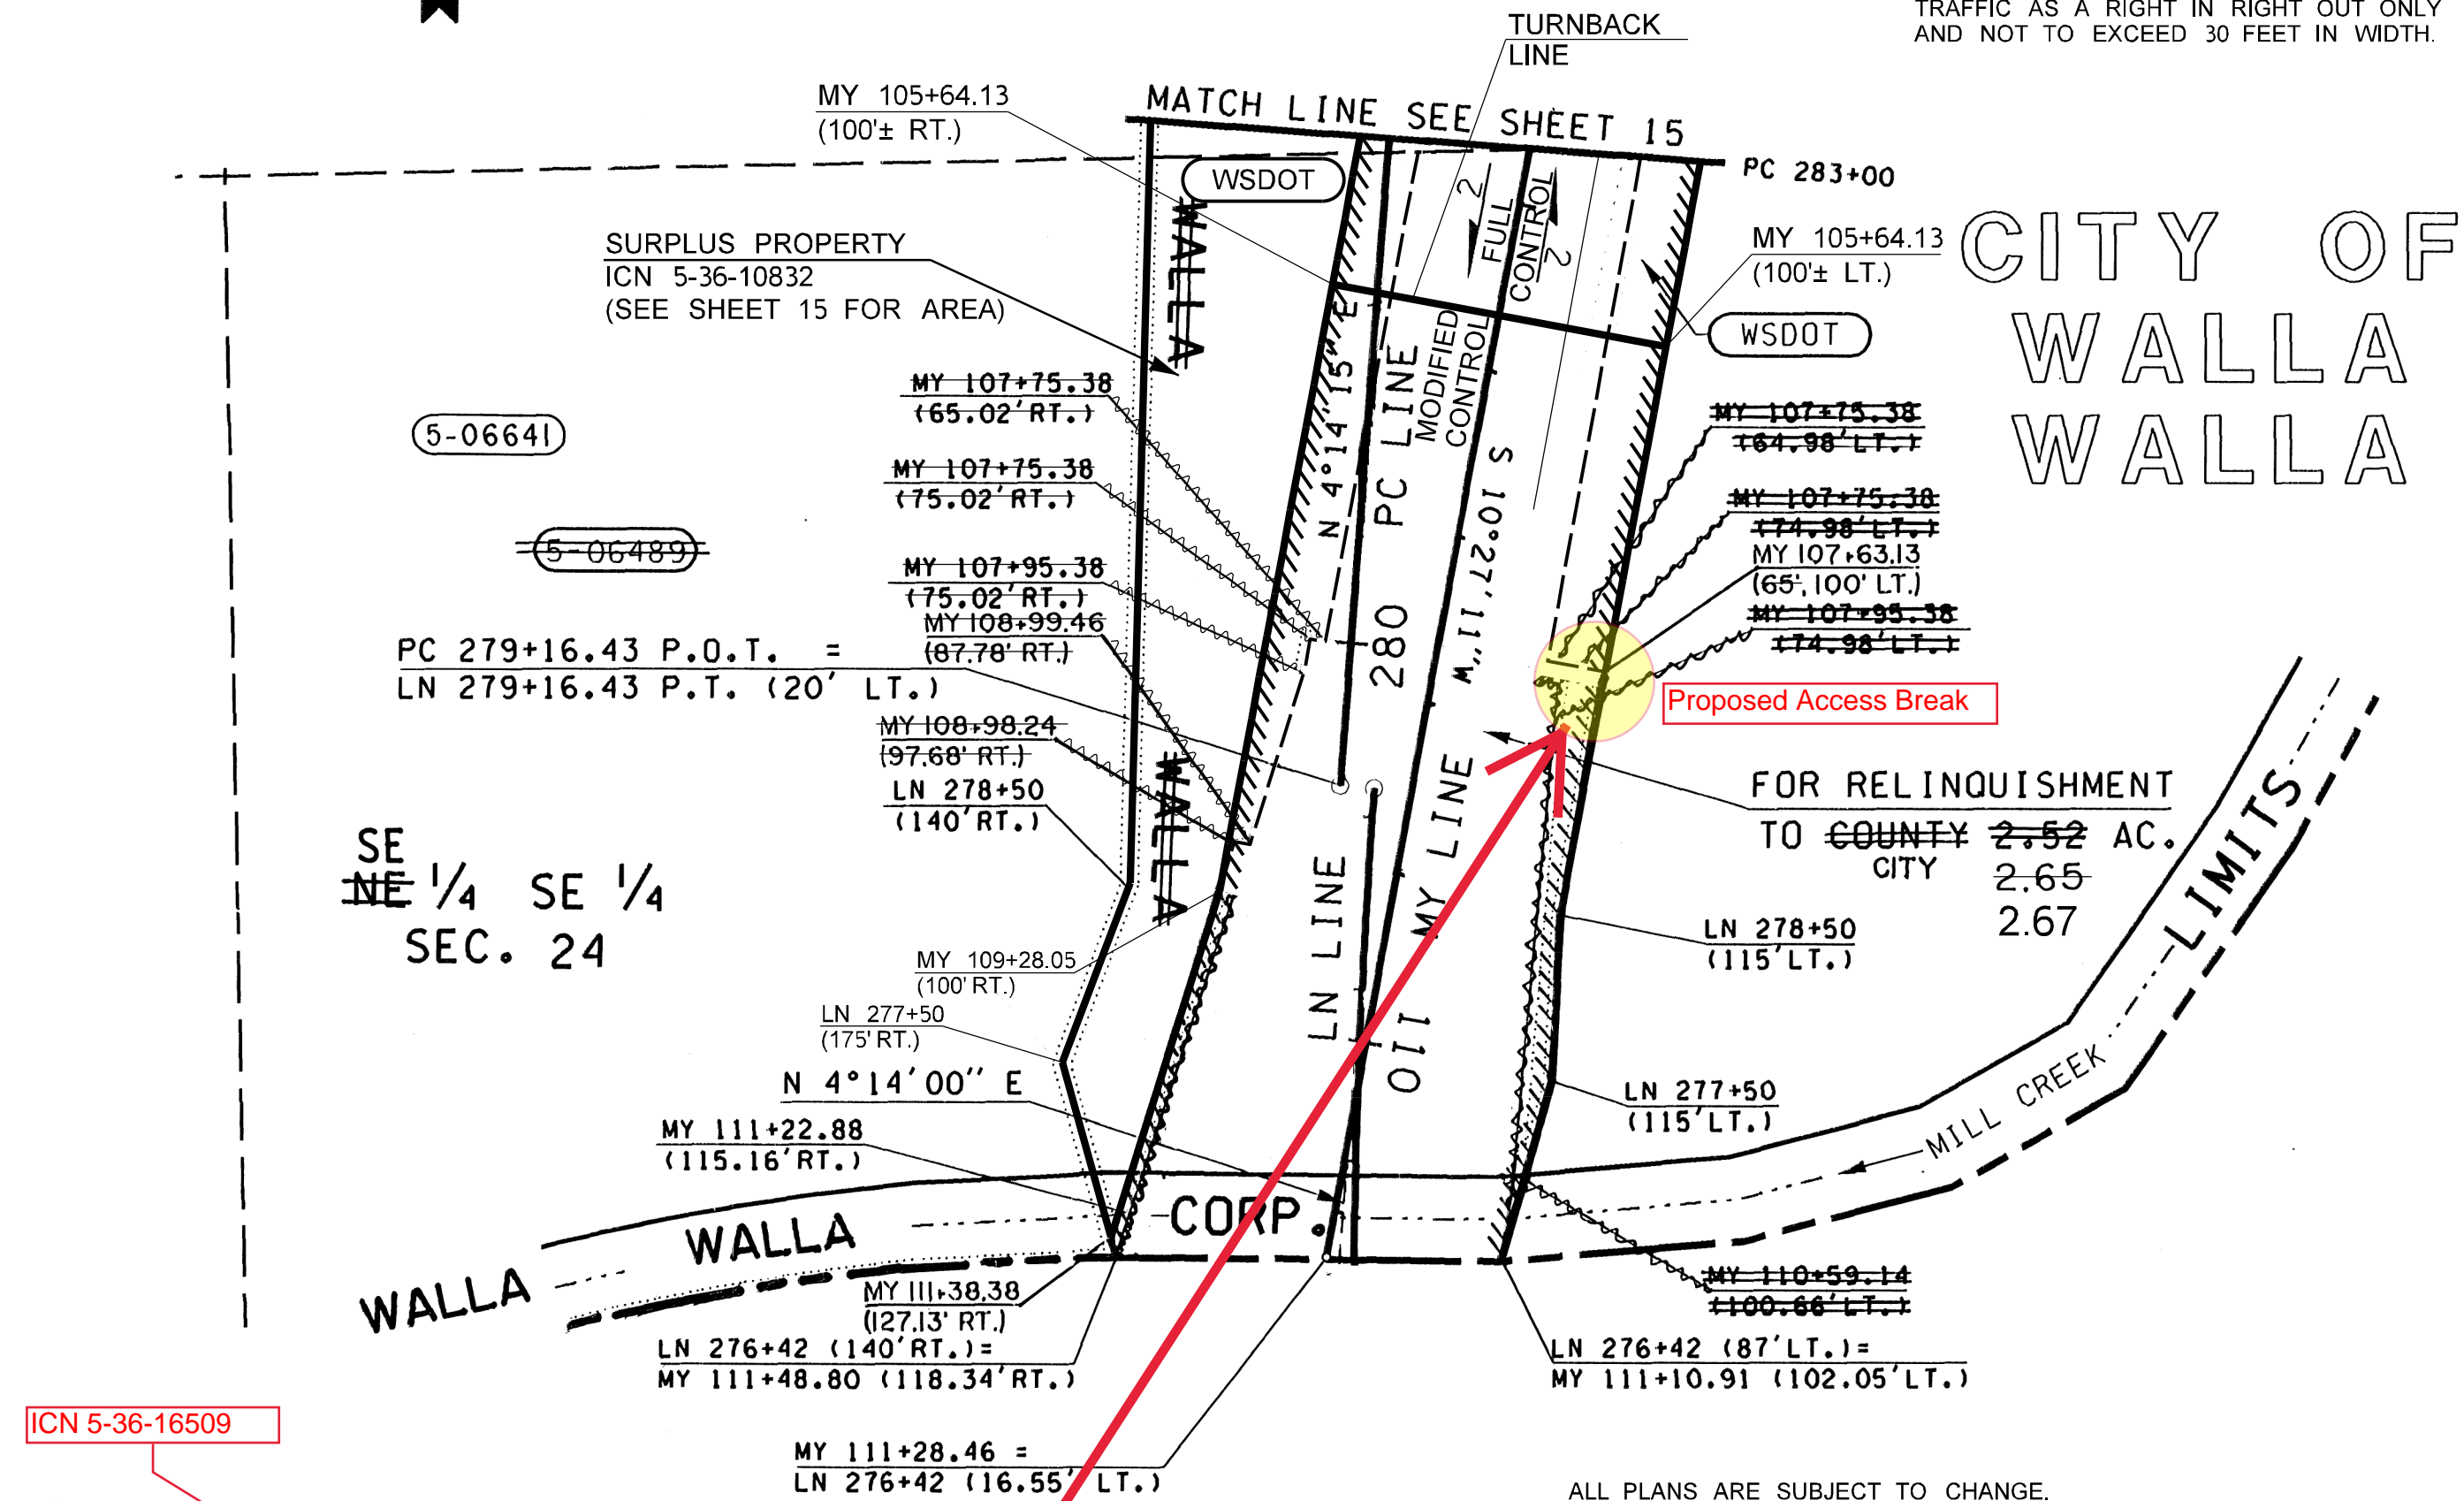 TRAFFIC AS A RIGHT IN RIGHT OUT ONLY
AND NOT TO EXCEED 30 FEET IN WIDTH.
TURNBACK
LINE
MY 105+64.13
(100'± RT.)
MATCH LINE SEE SHEET 15
PC 283+00
WSDOT
WALLA
2
FULL
CONTROL
2
SURPLUS PROPERTY
ICN 5-36-10832
(SEE SHEET 15 FOR AREA)
MY 105+64.13
(100'± LT.)
WSDOT
CITY OF
WALLA
WALLA
MODIFIED
CONTROL
N 4°14'15" E
PC LINE
280
S 10°27'11" W
MY 107+75.38
(65.02' RT.)
5-06641
MY 107+75.38
(75.02' RT.)
5-06489
MY 107+95.38
(75.02' RT.)
MY 108+99.46
(87.78' RT.)
MY 107+75.38
(64.98' LT.)
MY 107+75.38
(74.98' LT.)
MY 107+63.13
(65', 100' LT.)
MY 107+95.38
(74.98' LT.)
PC 279+16.43 P.O.T. =
LN 279+16.43 P.T. (20' LT.)
Proposed Access Break
MY 108+98.24
(97.68' RT.)
LN 278+50
(140' RT.)
WALLA
MY LINE
LN LINE
110
FOR RELINQUISHMENT
TO COUNTY 2.52 AC.
CITY 2.65
2.67
LIMITS
SE
NE 1/4 SE 1/4
SEC. 24
LN 278+50
(115' LT.)
MY 109+28.05
(100' RT.)
LN 277+50
(175' RT.)
N 4°14'00" E
LN 277+50
(115' LT.)
MILL CREEK
MY 111+22.88
(115.16' RT.)
WALLA WALLA CORP.
MY 111+38.38
(127.13' RT.)
MY 110+59.14
(100.66' LT.)
LN 276+42 (140' RT.)=
MY 111+48.80 (118.34' RT.)
LN 276+42 (87' LT.)=
MY 111+10.91 (102.05' LT.)
ICN 5-36-16509
MY 111+28.46 =
LN 276+42 (16.55' LT.)
ALL PLANS ARE SUBJECT TO CHANGE.